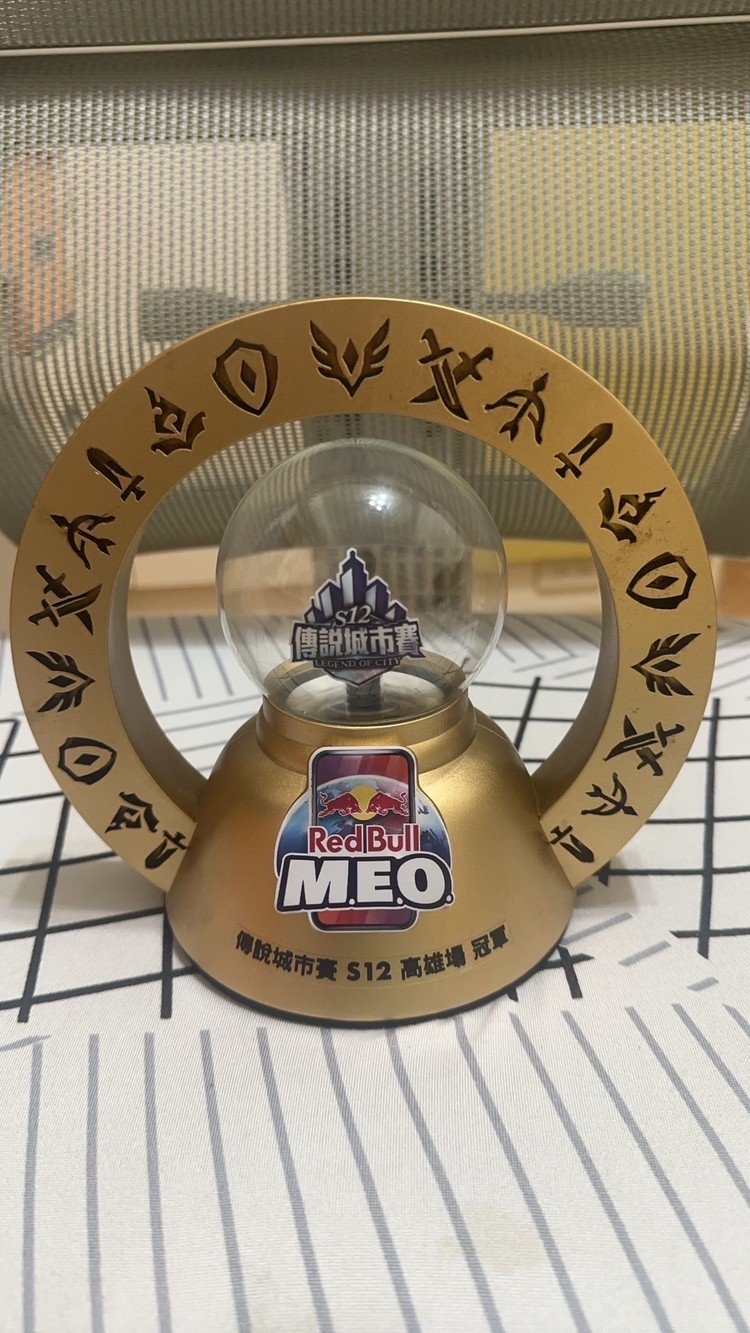 S12
傳說城市賽
LEGEND OF CITY
Red Bull
M.E.O.
傳說城市賽 S12 高雄場 冠軍